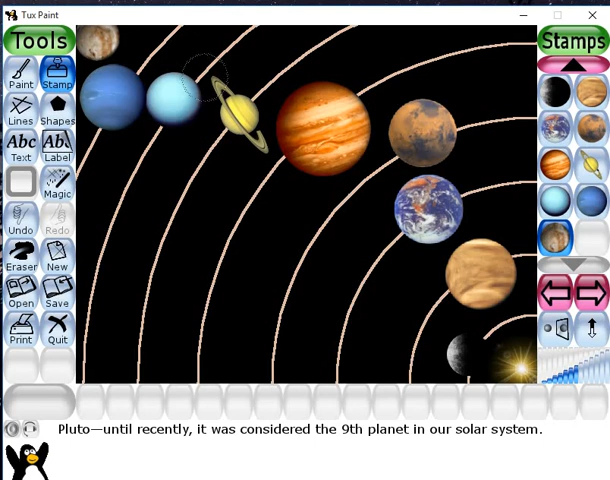 Tux Paint
Tools
Stamps
Paint
Stamp
Lines
Shapes
Abc
Text
Abc
Label
Magic
Undo
Redo
Eraser
New
Open
Save
Print
Quit
Pluto—until recently, it was considered the 9th planet in our solar system.